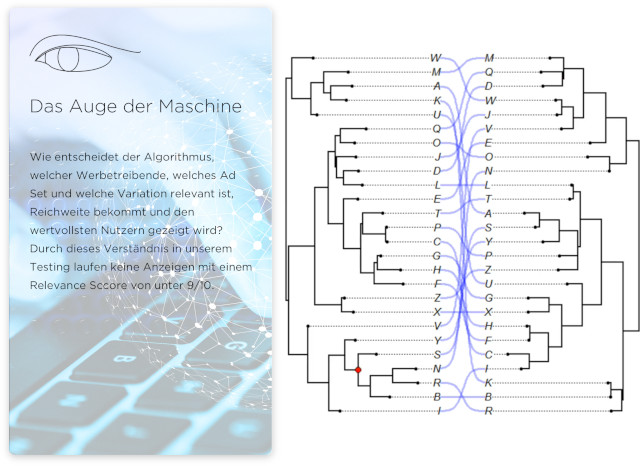 Das Auge der Maschine
Wie entscheidet der Algorithmus,
welcher Werbetreibende, welches Ad
Set und welche Variation relevant ist,
Reichweite bekommt und den
wertvollsten Nutzern gezeigt wird?
Durch dieses Verständnis in unserem
Testing laufen keine Anzeigen mit einem
Relevance Sccore von unter 9/10.
B
G
W M
M Q
A D
K W
U J
Q V
O E
J O
D N
L L
E T
T A
P S
C Y
G P
H Z
F U
Z G
X X
V H
Y F
S C
N I
R K
B B
I R